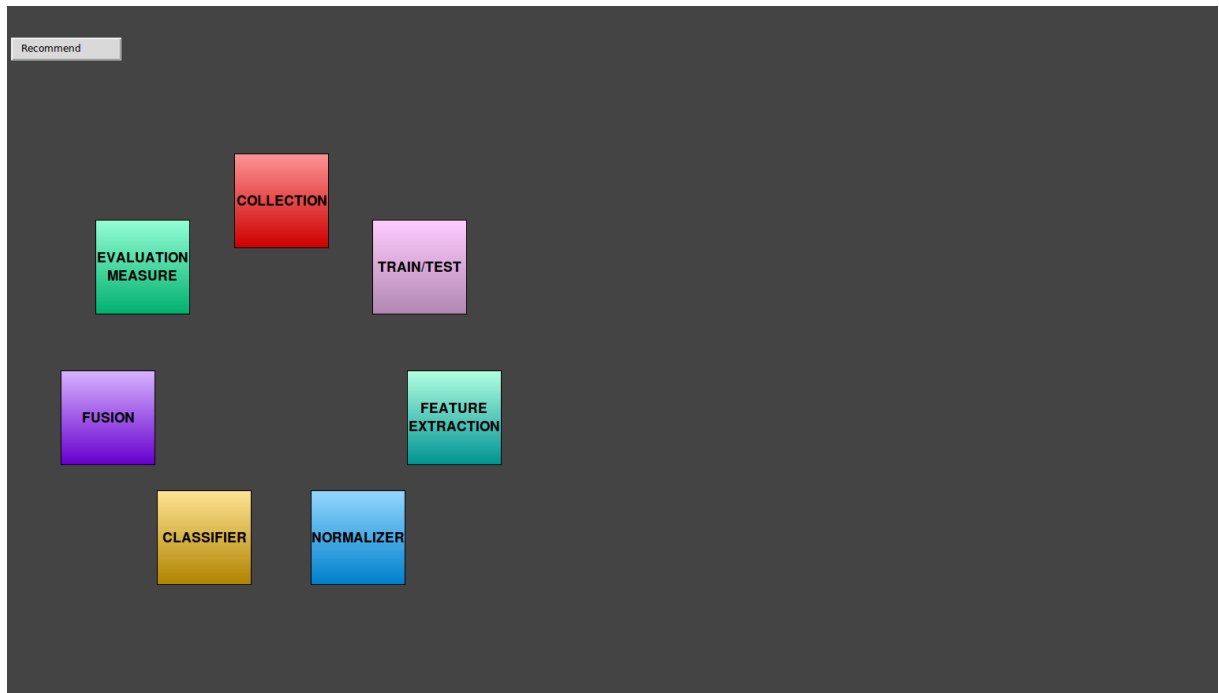 Recommend
COLLECTION
EVALUATION
MEASURE
TRAIN/TEST
FUSION
FEATURE
EXTRACTION
CLASSIFIER
NORMALIZER